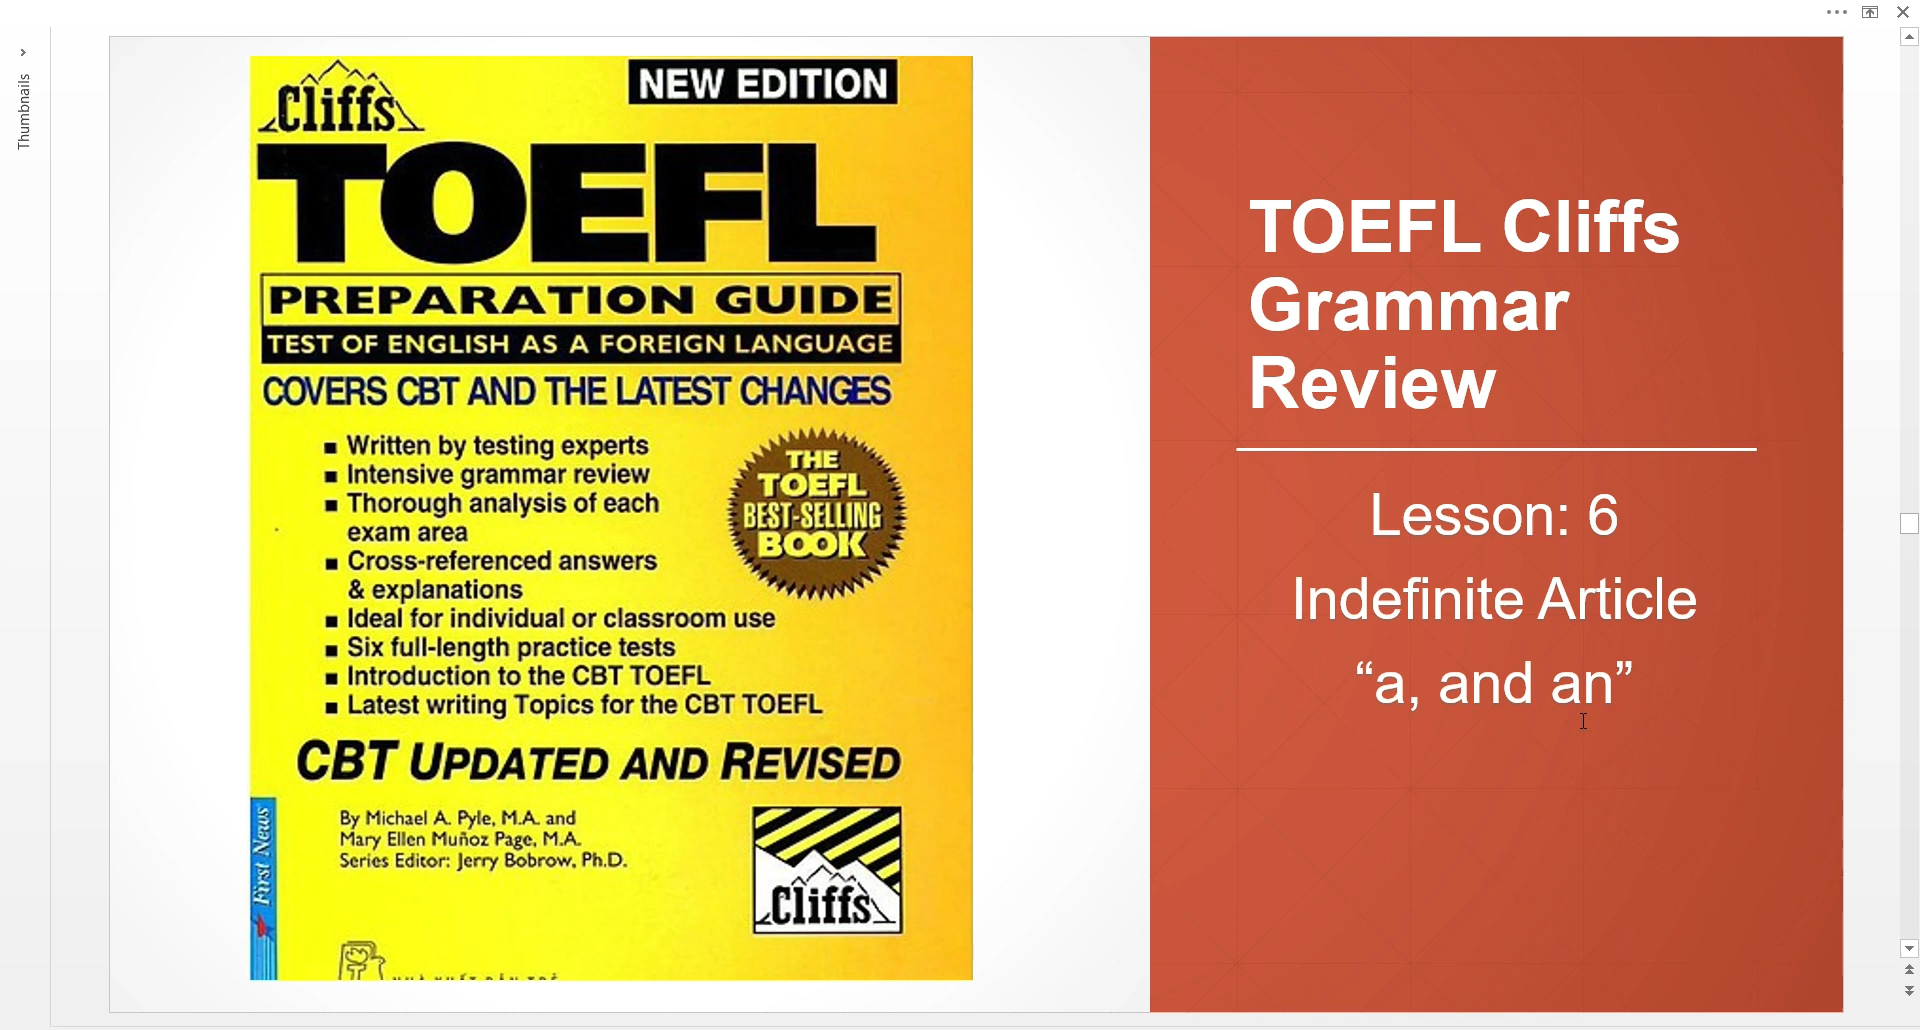 Thumbnails
Cliffs
NEW EDITION
TOEFL
PREPARATION GUIDE
TEST OF ENGLISH AS A FOREIGN LANGUAGE
COVERS CBT AND THE LATEST CHANGES
■ Written by testing experts
■ Intensive grammar review
■ Thorough analysis of each
exam area
■ Cross-referenced answers
& explanations
■ Ideal for individual or classroom use
■ Six full-length practice tests
■ Introduction to the CBT TOEFL
■ Latest writing Topics for the CBT TOEFL
THE
TOEFL
BEST-SELLING
BOOK
CBT UPDATED AND REVISED
By Michael A. Pyle, M.A. and
Mary Ellen Muñoz Page, M.A.
Series Editor: Jerry Bobrow, Ph.D.
First News
Cliffs
TOEFL Cliffs
Grammar
Review
Lesson: 6
Indefinite Article
“a, and an”